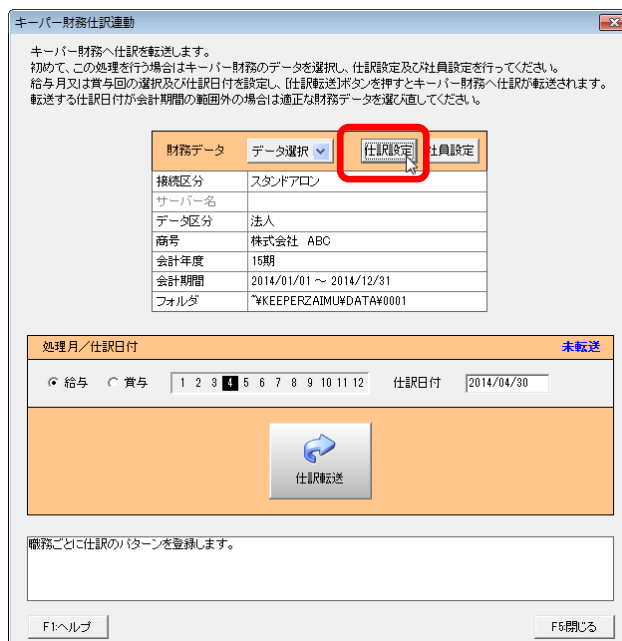 キーパー財務仕訳連動
キーパー財務へ仕訳を転送します。
初めて、この処理を行う場合はキーパー財務のデータを選択し、仕訳設定及び社員設定を行ってください。
給与月又は賞与回の選択及び仕訳日付を設定し、[仕訳転送]ボタンを押すとキーパー財務へ仕訳が転送されます。
転送する仕訳日付が会計期間の範囲外の場合は適正な財務データを選び直してください。
財務データ データ選択 仕訳設定 社員設定
接続区分 スタンドアロン
サーバー名
データ区分 法人
商号 株式会社 ABC
会計年度 15期
会計期間 2014/01/01 ～ 2014/12/31
フォルダ ~¥KEEPERZAIMU¥DATA¥0001
処理月/仕訳日付 未転送
給与 賞与 1 2 3 4 5 6 7 8 9 10 11 12 仕訳日付 2014/04/30
仕訳転送
職務ごとに仕訳のパターンを登録します。
F1:ヘルプ F5:閉じる